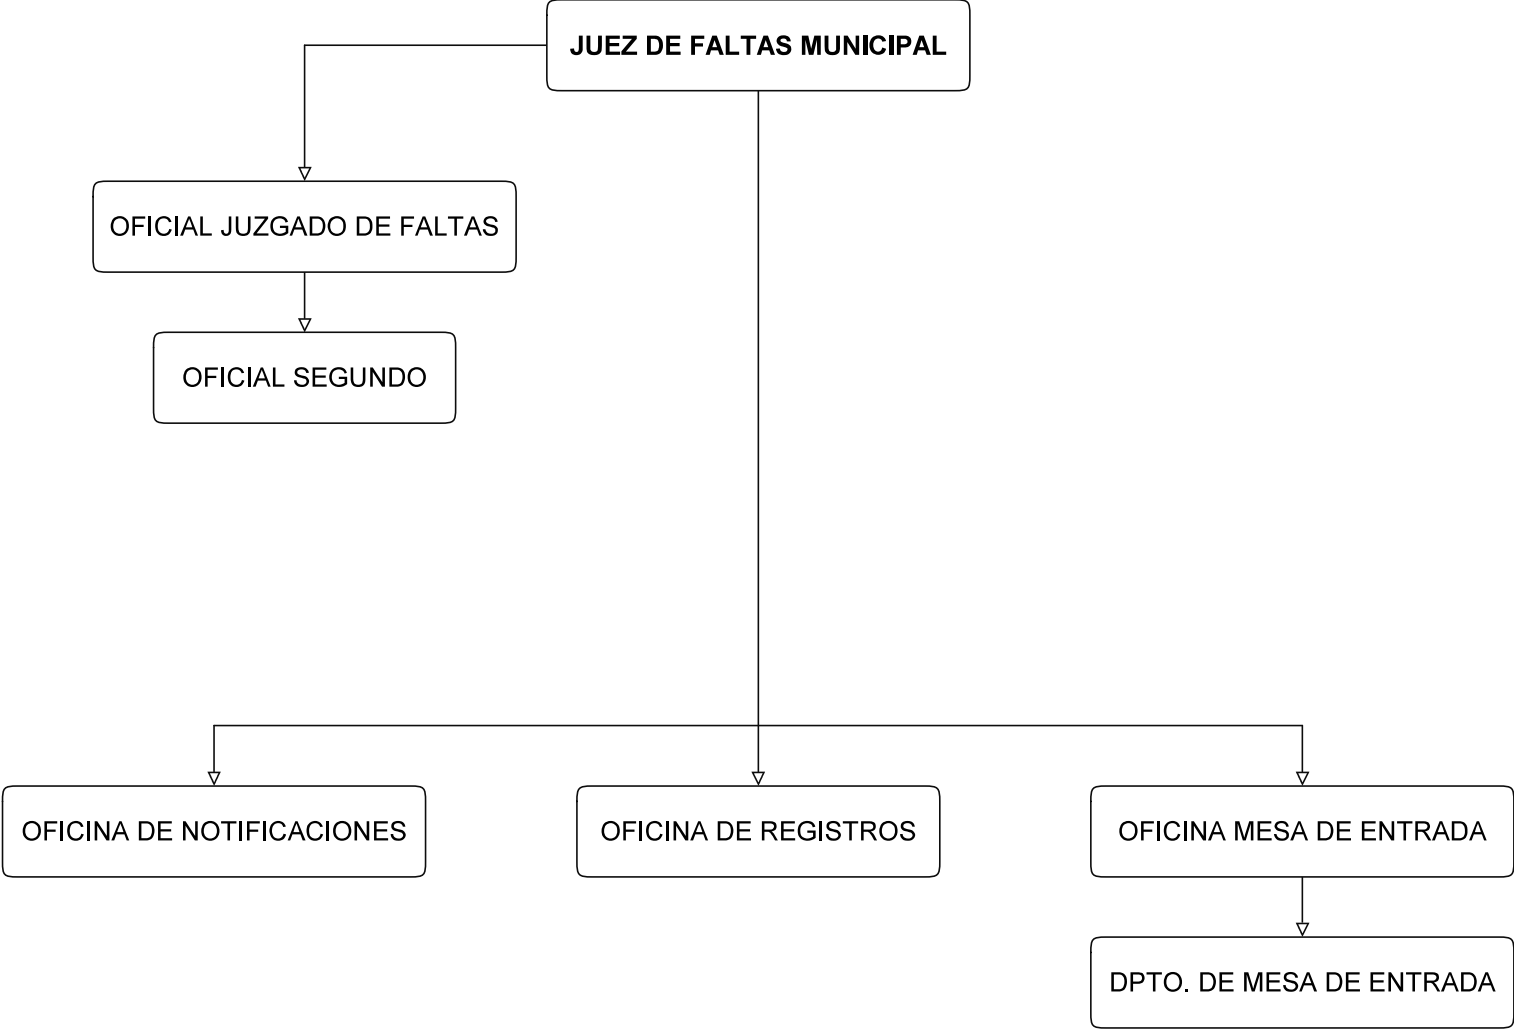 JUEZ DE FALTAS MUNICIPAL
OFICIAL JUZGADO DE FALTAS
OFICIAL SEGUNDO
OFICINA DE NOTIFICACIONES
OFICINA DE REGISTROS
OFICINA MESA DE ENTRADA
DPTO. DE MESA DE ENTRADA